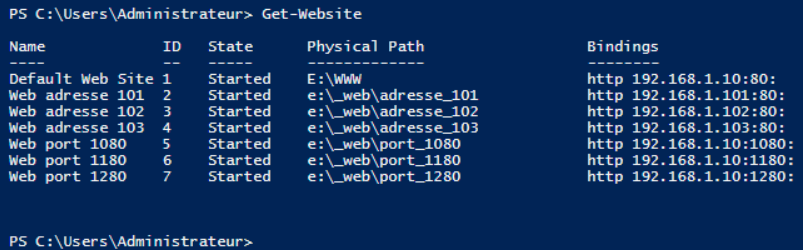 PS C:\Users\Administrateur> Get-Website
Name ID State Physical Path Bindings
---- -- ----- ------------- --------
Default Web Site 1 Started E:\WWW http 192.168.1.10:80:
Web adresse 101 2 Started e:\_web\adresse_101 http 192.168.1.101:80:
Web adresse 102 3 Started e:\_web\adresse_102 http 192.168.1.102:80:
Web adresse 103 4 Started e:\_web\adresse_103 http 192.168.1.103:80:
Web port 1080 5 Started e:\_web\port_1080 http 192.168.1.10:1080:
Web port 1180 6 Started e:\_web\port_1180 http 192.168.1.10:1180:
Web port 1280 7 Started e:\_web\port_1280 http 192.168.1.10:1280:
PS C:\Users\Administrateur>